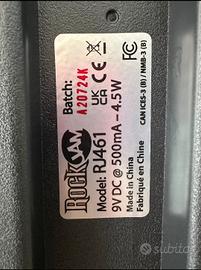 RockJam
Model: RJ461
9V DC @ 500mA - 4.5W
Made in China
Fabriqué en Chine
Batch:
A20724K
UK CA
CE
FC
CAN ICES-3 (B) / NMB-3 (B)
subito